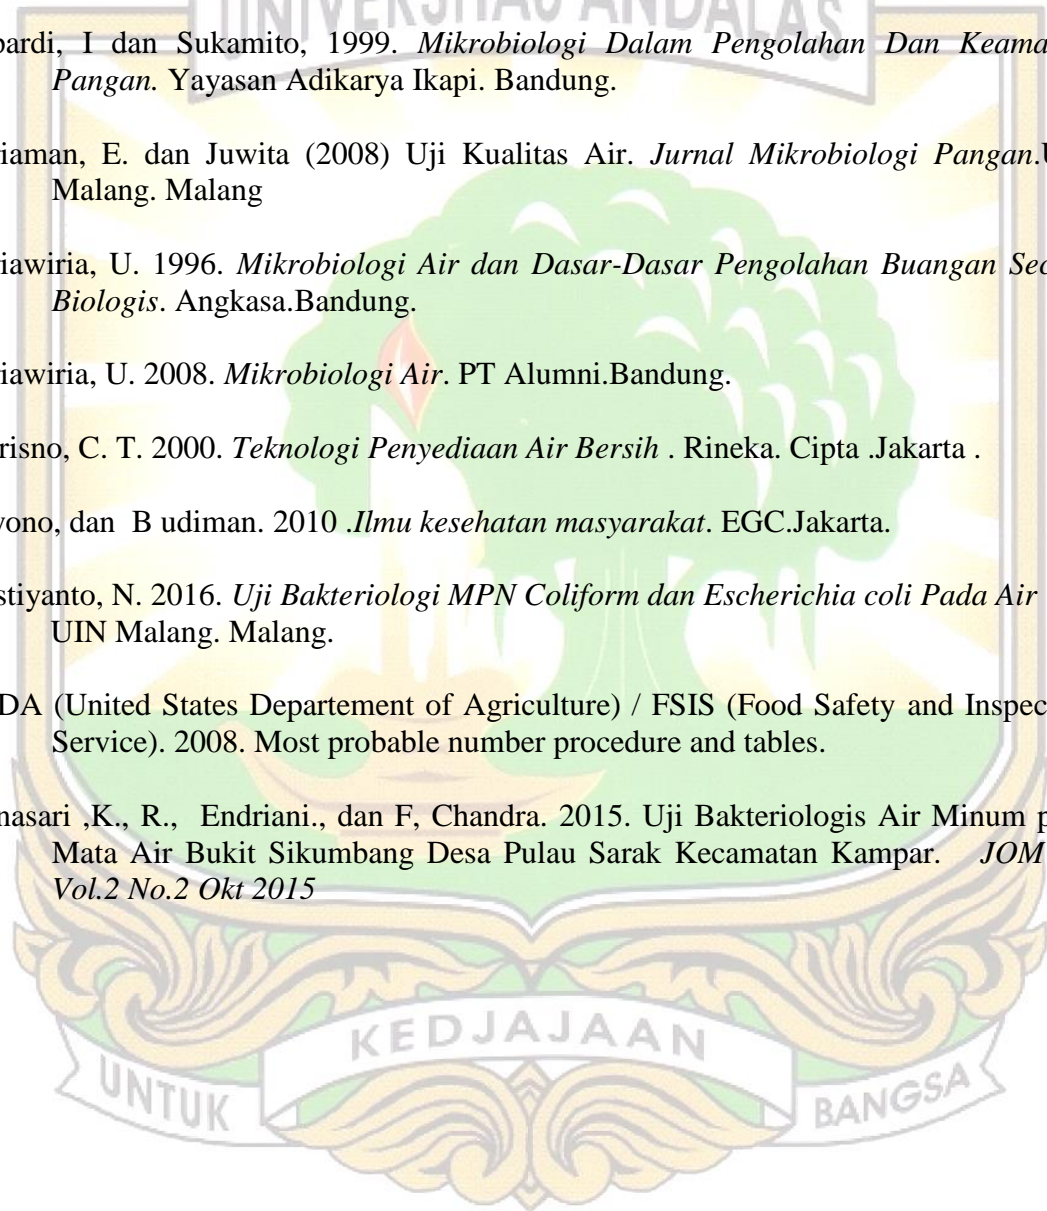 UNIVERSITAS ANDALAS
pardi, I dan Sukamito, 1999. Mikrobiologi Dalam Pengolahan Dan Keama
Pangan. Yayasan Adikarya Ikapi. Bandung.
iaman, E. dan Juwita (2008) Uji Kualitas Air. Jurnal Mikrobiologi Pangan.U
Malang. Malang
iawiria, U. 1996. Mikrobiologi Air dan Dasar-Dasar Pengolahan Buangan Sec
Biologis. Angkasa.Bandung.
iawiria, U. 2008. Mikrobiologi Air. PT Alumni.Bandung.
risno, C. T. 2000. Teknologi Penyediaan Air Bersih . Rineka. Cipta .Jakarta .
yono, dan B udiman. 2010 .Ilmu kesehatan masyarakat. EGC.Jakarta.
stiyanto, N. 2016. Uji Bakteriologi MPN Coliform dan Escherichia coli Pada Air
UIN Malang. Malang.
DA (United States Departement of Agriculture) / FSIS (Food Safety and Inspec
Service). 2008. Most probable number procedure and tables.
nasari ,K., R., Endriani., dan F, Chandra. 2015. Uji Bakteriologis Air Minum p
Mata Air Bukit Sikumbang Desa Pulau Sarak Kecamatan Kampar. JOM
Vol.2 No.2 Okt 2015
UNTUK KEDJAJAAN BANGSA